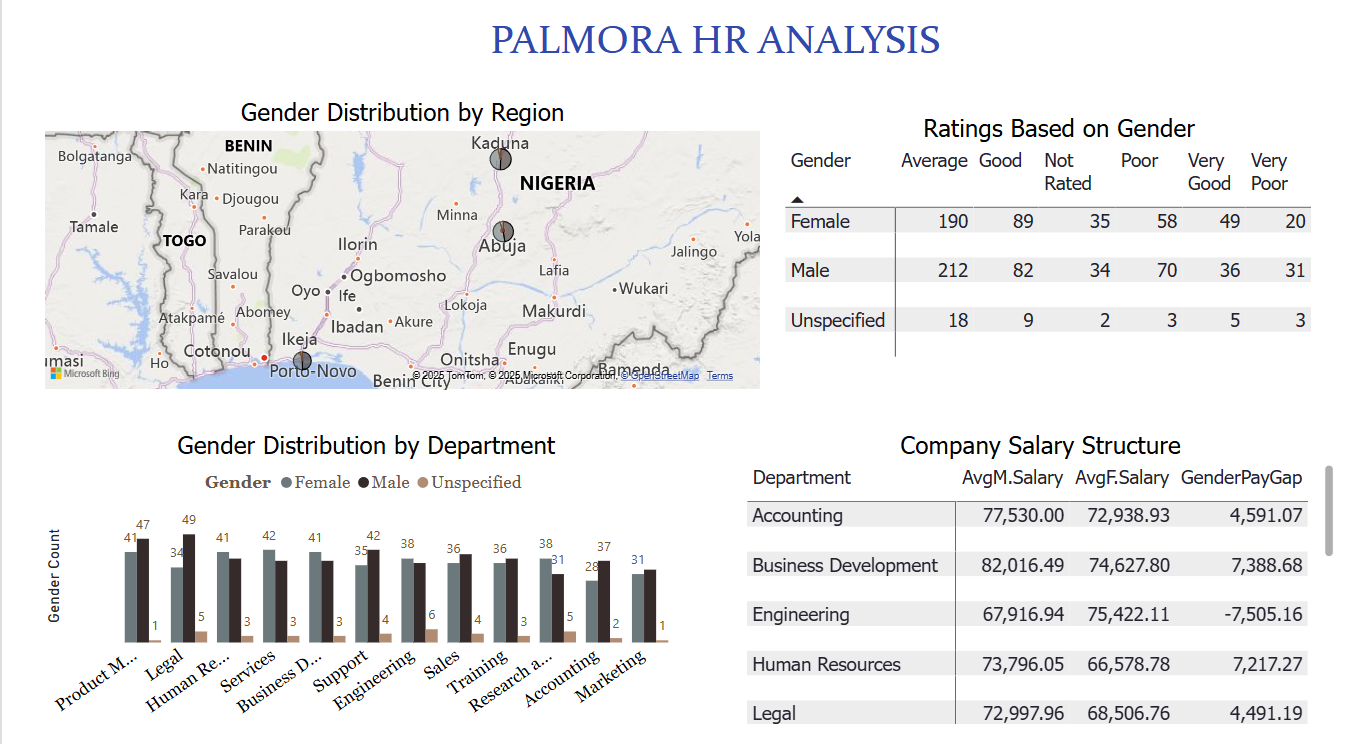 PALMORA HR ANALYSIS
Gender Distribution by Region
Kaduna
BENIN
Bolgatanga
Natitingou
NIGERIA
Kara
Djougou
Minna
Tamale
Parakou
TOGO
Ilorin
Abuja
Yola
Jalingo
Savalou
Ogbomosho
Lafia
Oyo
Ife
Wukari
Atakpamé
Abomey
Lokoja
Makurdi
Ibadan
Akure
Ikeja
Cotonou
Enugu
umasi
Ho
Onitsha
Porto-Novo
Bamenda
Microsoft Bing
Benin City
Abakaliki
© 2025 TomTom, © 2025 Microsoft Corporation, © OpenStreetMap Terms
Ratings Based on Gender
Gender Average Good Not Rated Poor Very Good Very Poor
Female 190 89 35 58 49 20
Male 212 82 34 70 36 31
Unspecified 18 9 2 3 5 3
Gender Distribution by Department
Gender Female Male Unspecified
Gender Count
41 47 1
34 49 5
41 3
42 3
41 3
35 42 4
38 6
36 4
36 3
38 31 5
28 37 2
31 1
Product M...
Legal
Human Re...
Services
Business D...
Support
Engineering
Sales
Training
Research a...
Accounting
Marketing
Company Salary Structure
Department AvgM.Salary AvgF.Salary GenderPayGap
Accounting 77,530.00 72,938.93 4,591.07
Business Development 82,016.49 74,627.80 7,388.68
Engineering 67,916.94 75,422.11 -7,505.16
Human Resources 73,796.05 66,578.78 7,217.27
Legal 72,997.96 68,506.76 4,491.19